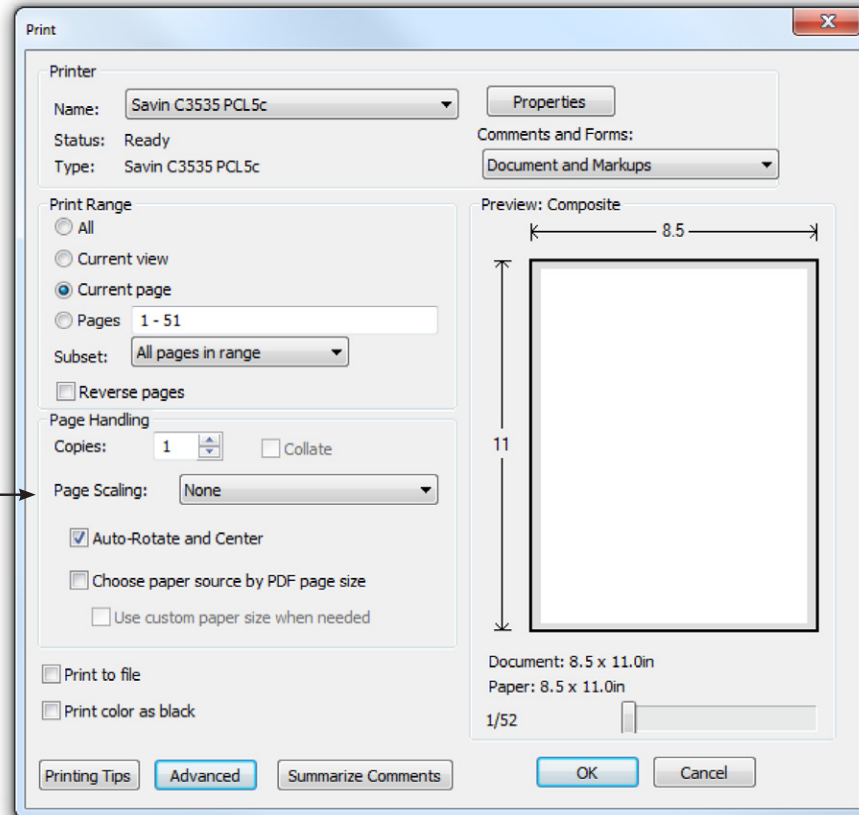 Print
Printer
Name: Savin C3535 PCL5c Properties
Status: Ready Comments and Forms:
Type: Savin C3535 PCL5c Document and Markups
Print Range
All
Current view
Current page
Pages 1 - 51
Subset: All pages in range
Reverse pages
Page Handling
Copies: 1 Collate
Page Scaling: None
Auto-Rotate and Center
Choose paper source by PDF page size
Use custom paper size when needed
Print to file
Print color as black
Preview: Composite
8.5
11
Document: 8.5 x 11.0in
Paper: 8.5 x 11.0in
1/52
Printing Tips Advanced Summarize Comments OK Cancel